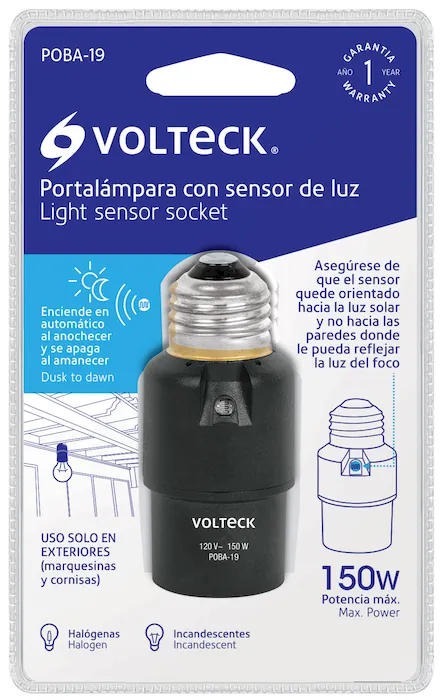 POBA-19
GARANTÍA
AÑO 1 YEAR
WARRANTY
VOLTECK®
Portalámpara con sensor de luz
Light sensor socket
Enciende en
automático
al anochecer
y se apaga
al amanecer
Dusk to dawn
Asegúrese de
que el sensor
quede orientado
hacia la luz solar
y no hacia las
paredes donde
le pueda reflejar
la luz del foco
VOLTECK
120 V~ 150 W
POBA-19
USO SOLO EN
EXTERIORES
(marquesinas
y cornisas)
150W
Potencia máx.
Max. Power
Halógenas
Halogen
Incandescentes
Incandescent